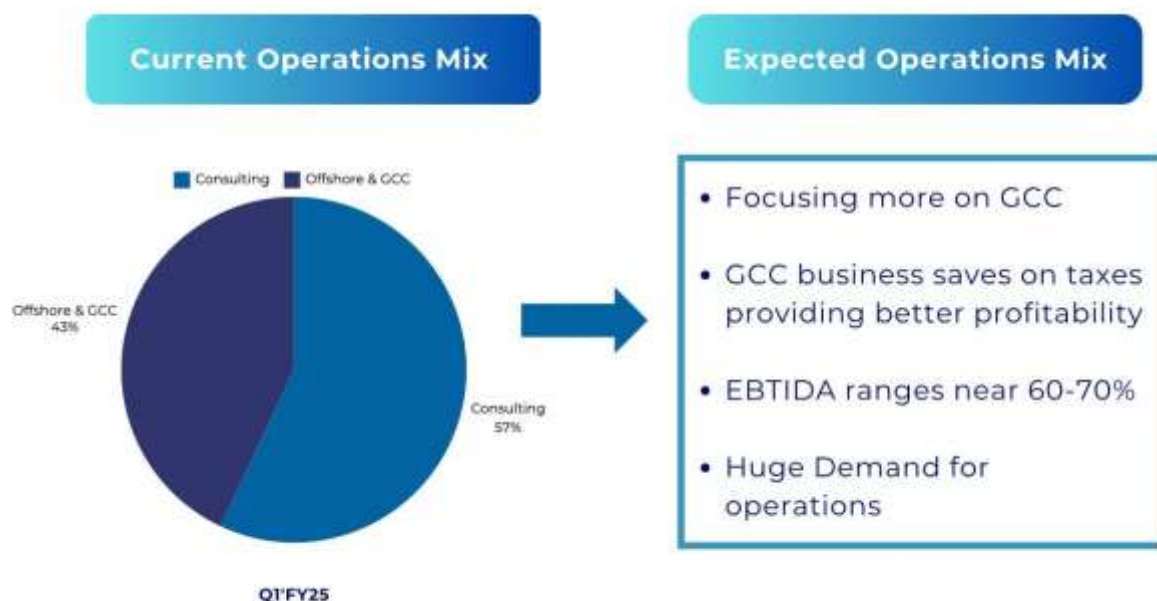 Current Operations Mix
Expected Operations Mix
Consulting
Offshore & GCC
Offshore & GCC
43%
Consulting
57%
Q1'FY25
• Focusing more on GCC
• GCC business saves on taxes
providing better profitability
• EBTIDA ranges near 60-70%
• Huge Demand for
operations